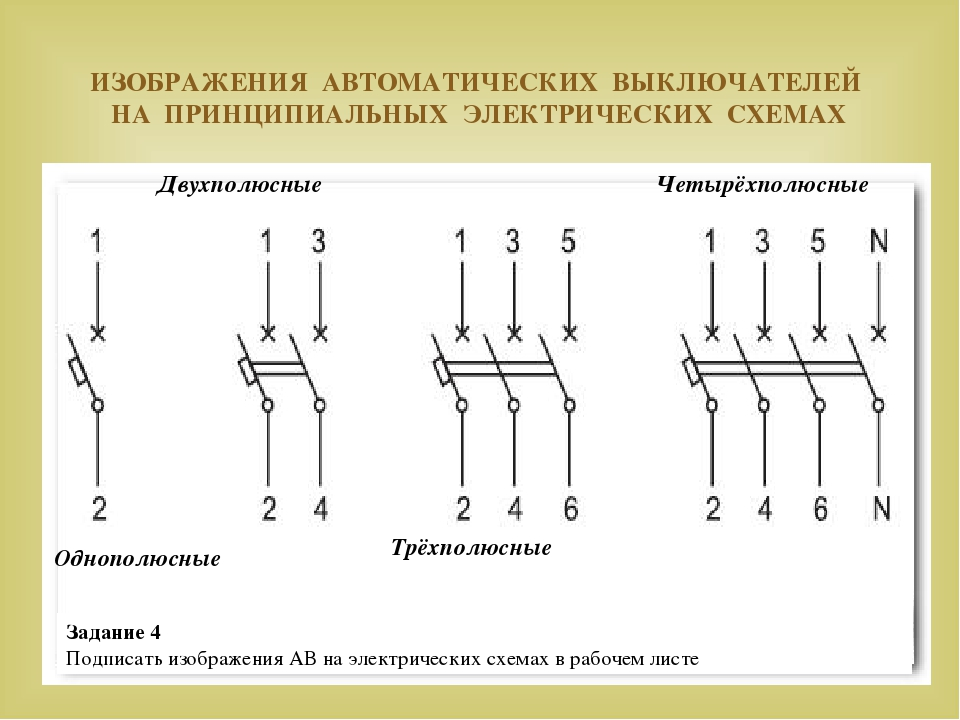 ИЗОБРАЖЕНИЯ АВТОМАТИЧЕСКИХ ВЫКЛЮЧАТЕЛЕЙ
НА ПРИНЦИПИАЛЬНЫХ ЭЛЕКТРИЧЕСКИХ СХЕМАХ
Двухполюсные Четырёхполюсные
1 1 3 1 3 5 1 3 5 N
2 2 4 2 4 6 2 4 6 N
Трёхполюсные
Однополюсные
Задание 4
Подписать изображения АВ на электрических схемах в рабочем листе